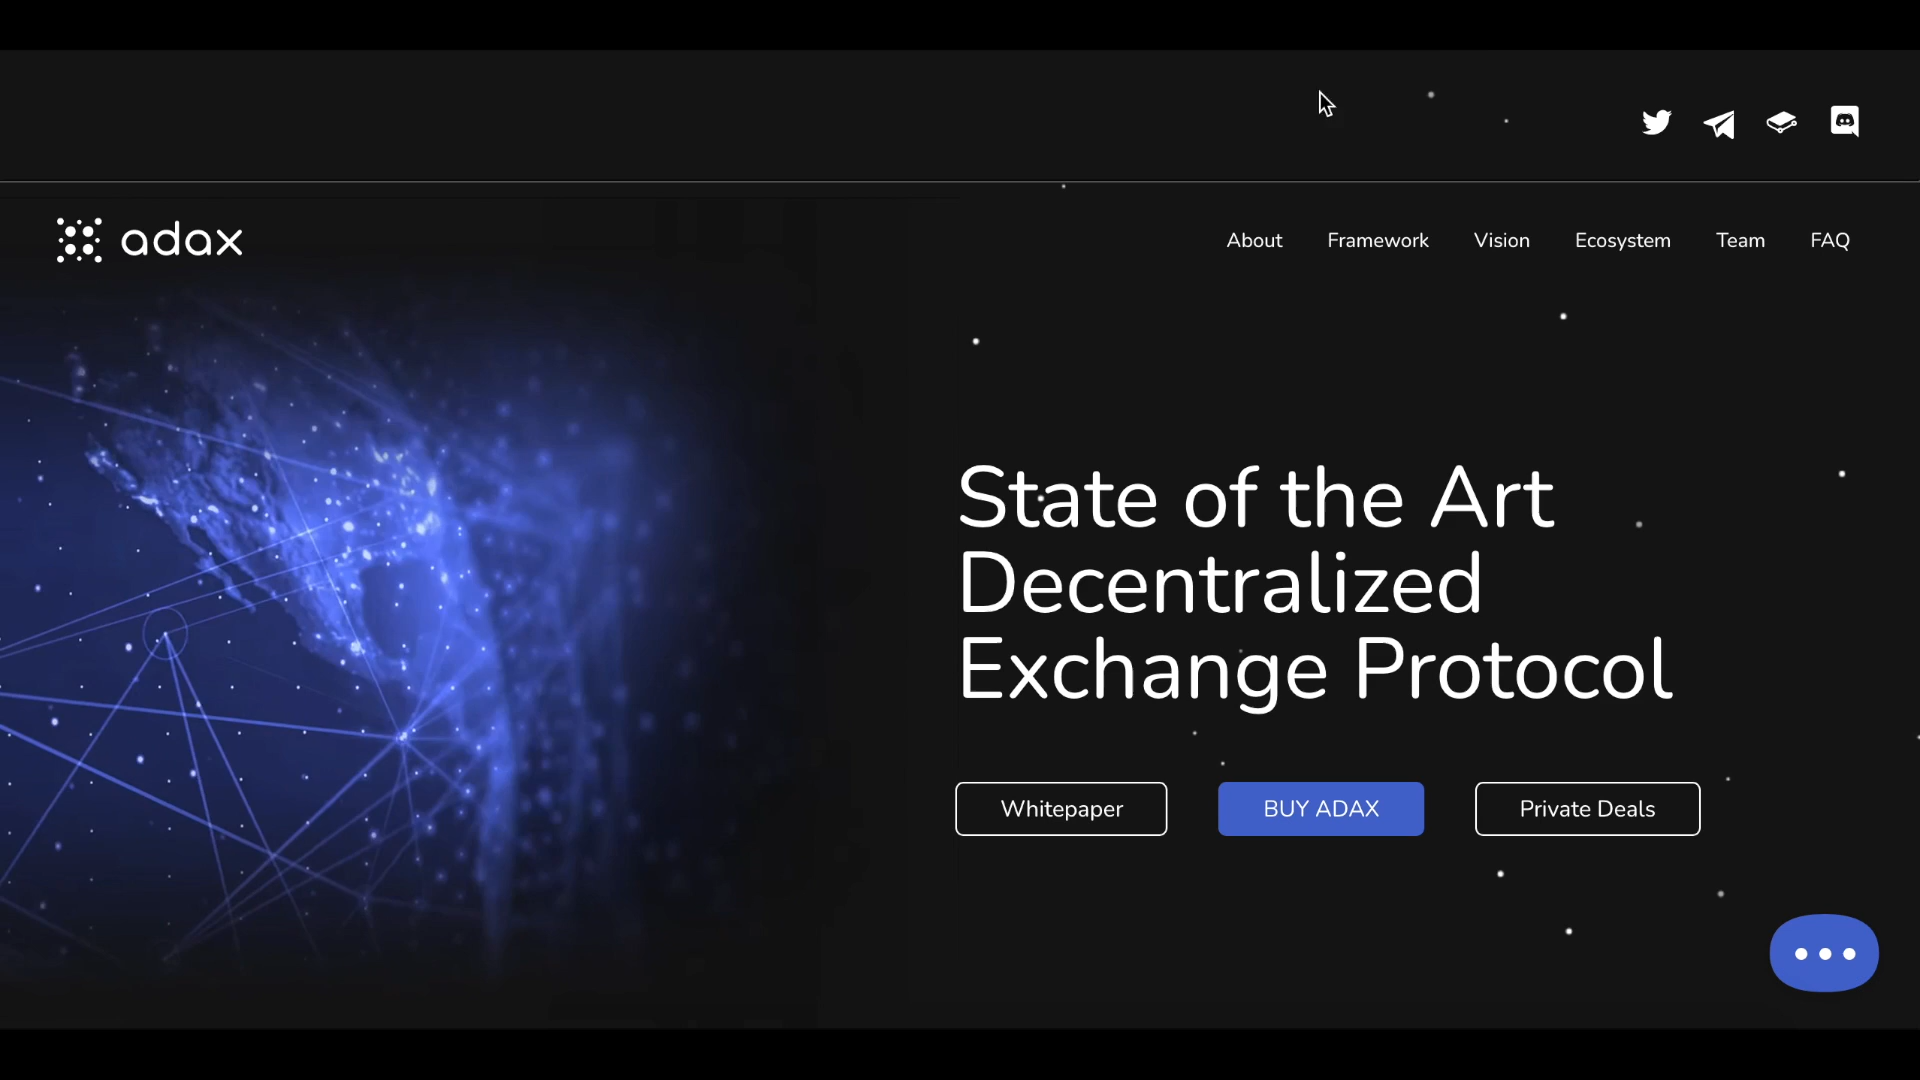 adax
About Framework Vision Ecosystem Team FAQ
State of the Art
Decentralized
Exchange Protocol
Whitepaper BUY ADAX Private Deals